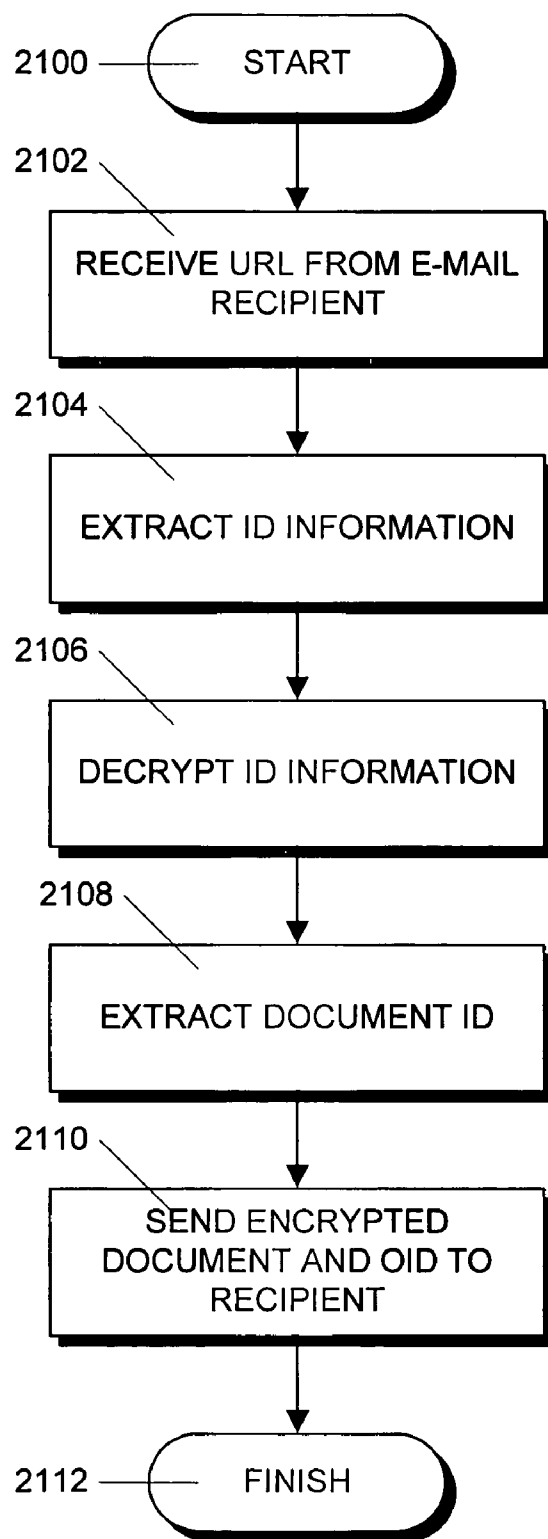 2100
START
2102
RECEIVE URL FROM E-MAIL
RECIPIENT
2104
EXTRACT ID INFORMATION
2106
DECRYPT ID INFORMATION
2108
EXTRACT DOCUMENT ID
2110
SEND ENCRYPTED
DOCUMENT AND OID TO
RECIPIENT
2112
FINISH